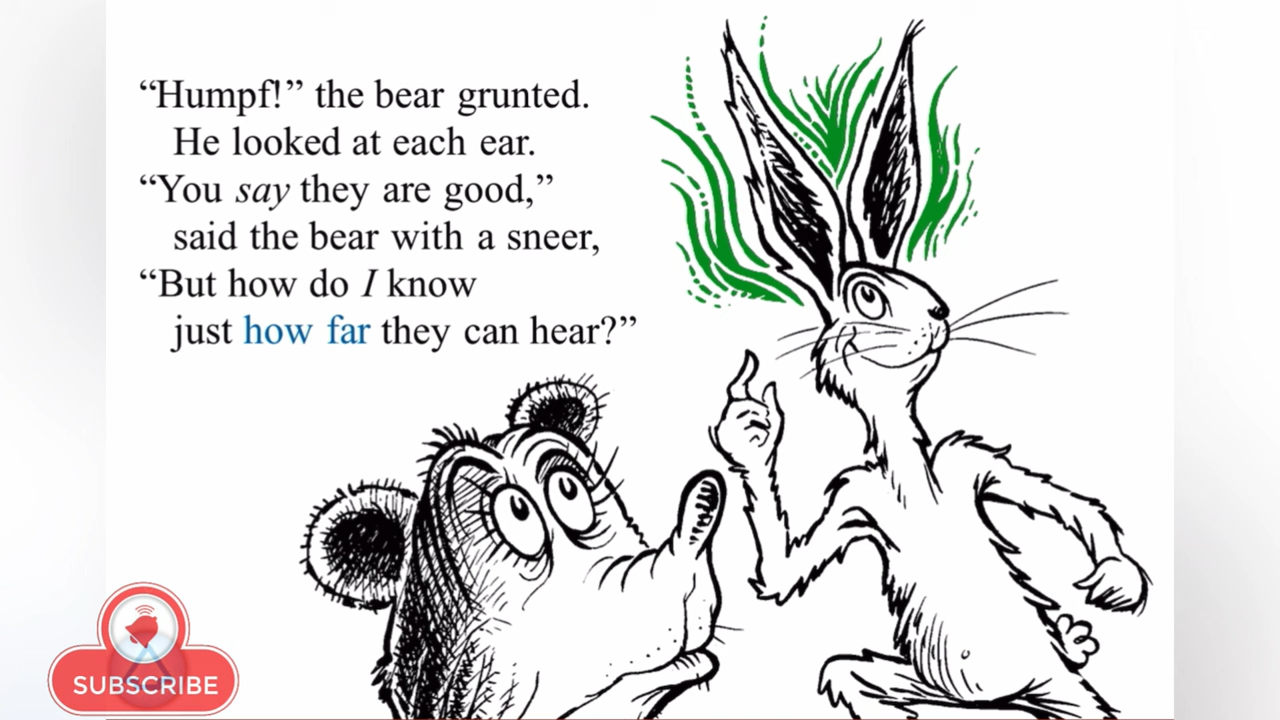 “Humpf!” the bear grunted.
He looked at each ear.
“You say they are good,”
said the bear with a sneer,
“But how do I know
just how far they can hear?”
SUBSCRIBE